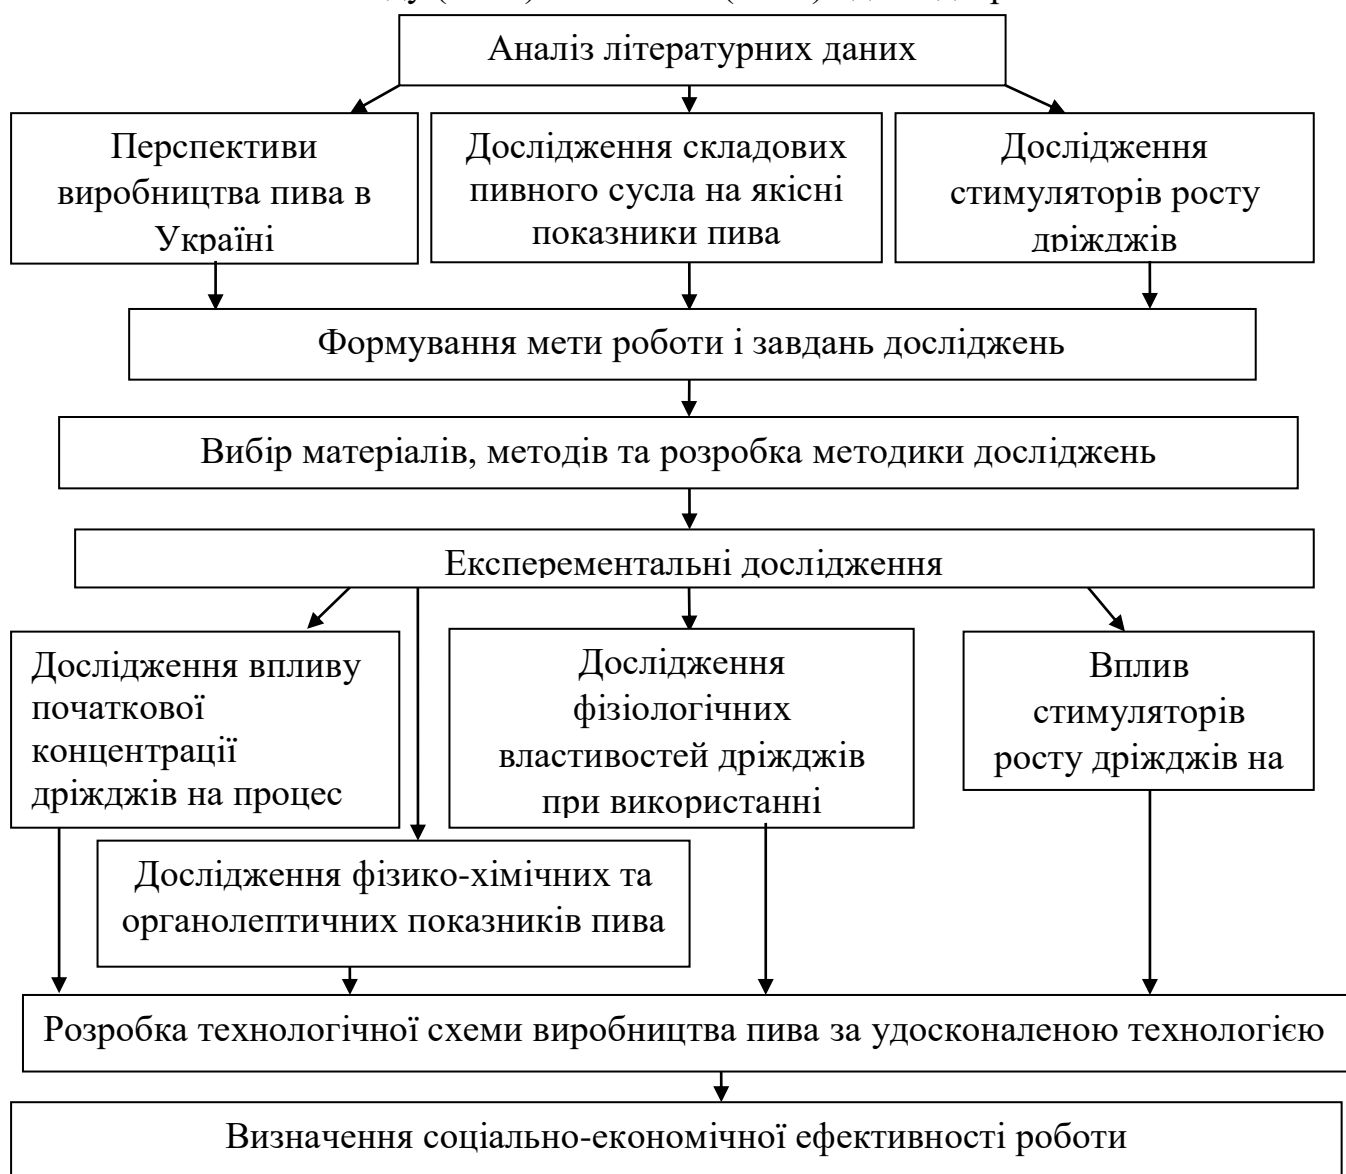 Аналіз літературних даних
Перспективи
виробництва пива в
Україні
Дослідження складових
пивного сусла на якісні
показники пива
Дослідження
стимуляторів росту
дріжджів
Формування мети роботи і завдань досліджень
Вибір матеріалів, методів та розробка методики досліджень
Експерементальні дослідження
Дослідження впливу
початкової
концентрації
дріжджів на процес
Дослідження
фізіологічних
властивостей дріжджів
при використанні
Вплив
стимуляторів
росту дріжджів на
Дослідження фізико-хімічних та
органолептичних показників пива
Розробка технологічної схеми виробництва пива за удосконаленою технологією
Визначення соціально-економічної ефективності роботи